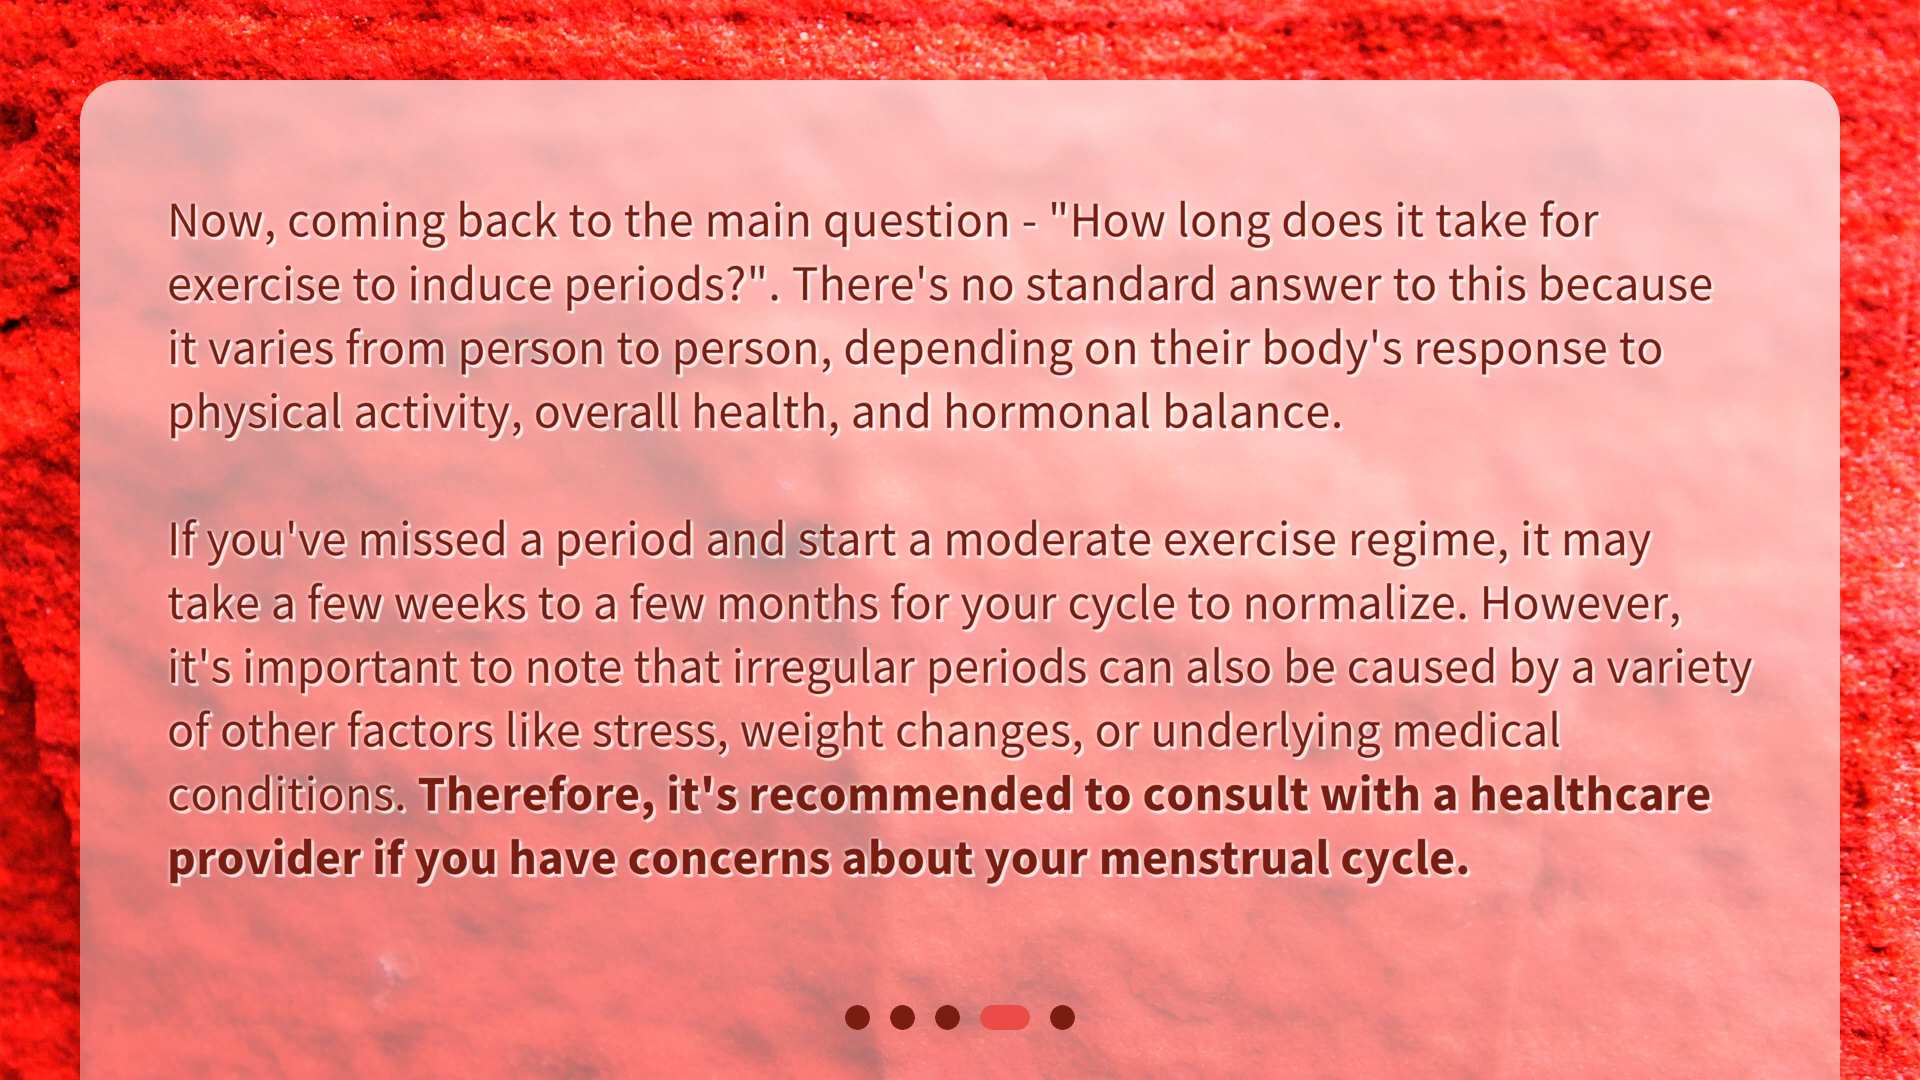 Now, coming back to the main question - "How long does it take for
exercise to induce periods?". There's no standard answer to this because
it varies from person to person, depending on their body's response to
physical activity, overall health, and hormonal balance.
If you've missed a period and start a moderate exercise regime, it may
take a few weeks to a few months for your cycle to normalize. However,
it's important to note that irregular periods can also be caused by a variety
of other factors like stress, weight changes, or underlying medical
conditions. Therefore, it's recommended to consult with a healthcare
provider if you have concerns about your menstrual cycle.